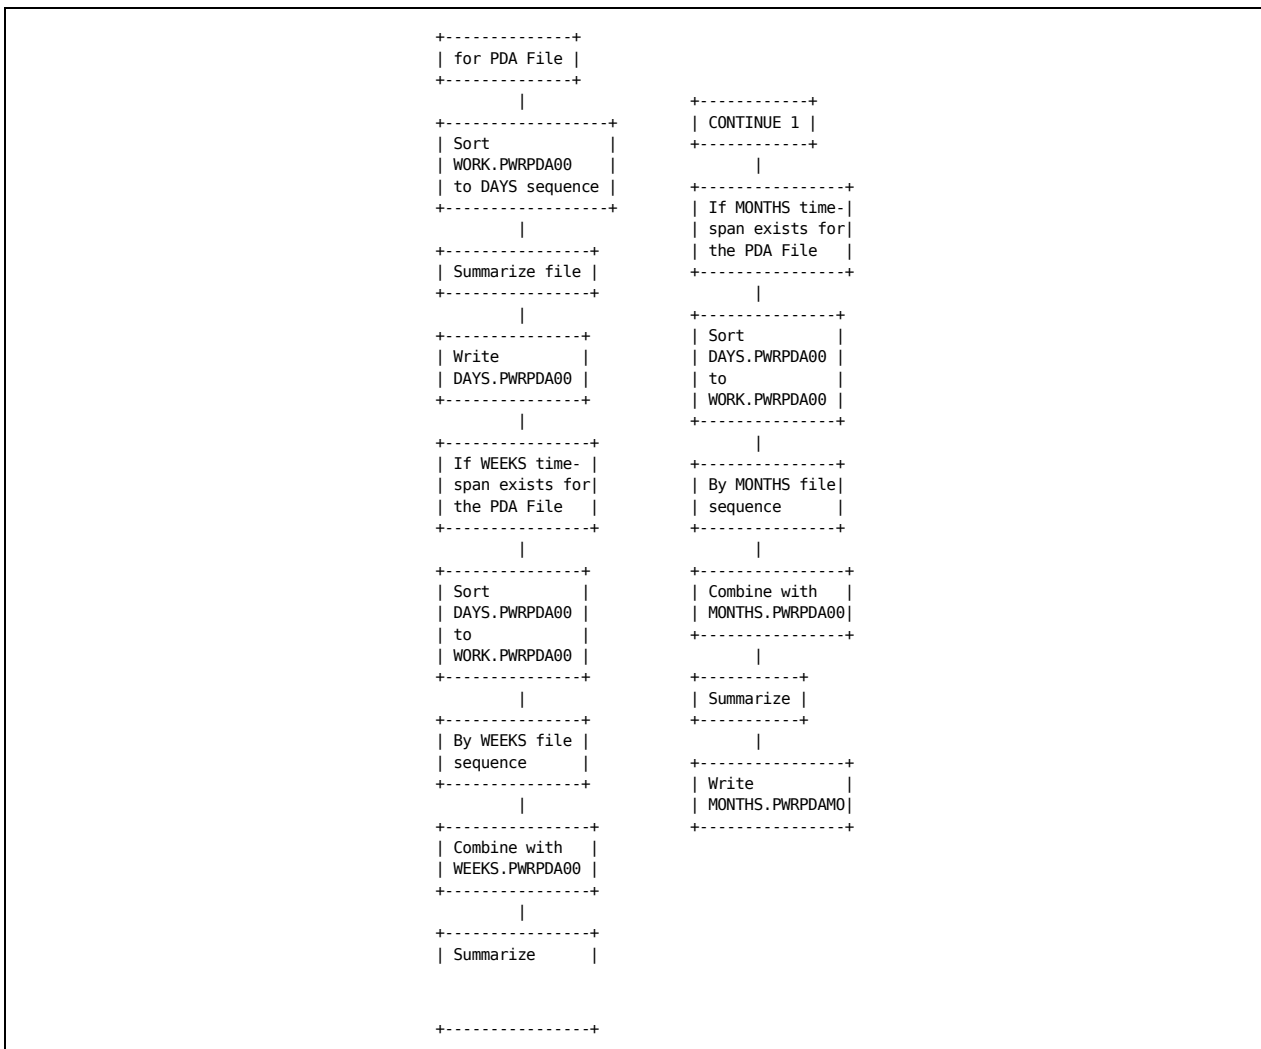 for PDA File
Sort
WORK.PWRPDA00
to DAYS sequence
Summarize file
Write
DAYS.PWRPDA00
If WEEKS time-
span exists for
the PDA File
Sort
DAYS.PWRPDA00
to
WORK.PWRPDA00
By WEEKS file
sequence
Combine with
WEEKS.PWRPDA00
Summarize
CONTINUE 1
If MONTHS time-
span exists for
the PDA File
Sort
DAYS.PWRPDA00
to
WORK.PWRPDA00
By MONTHS file
sequence
Combine with
MONTHS.PWRPDA00
Summarize
Write
MONTHS.PWRPDAMO